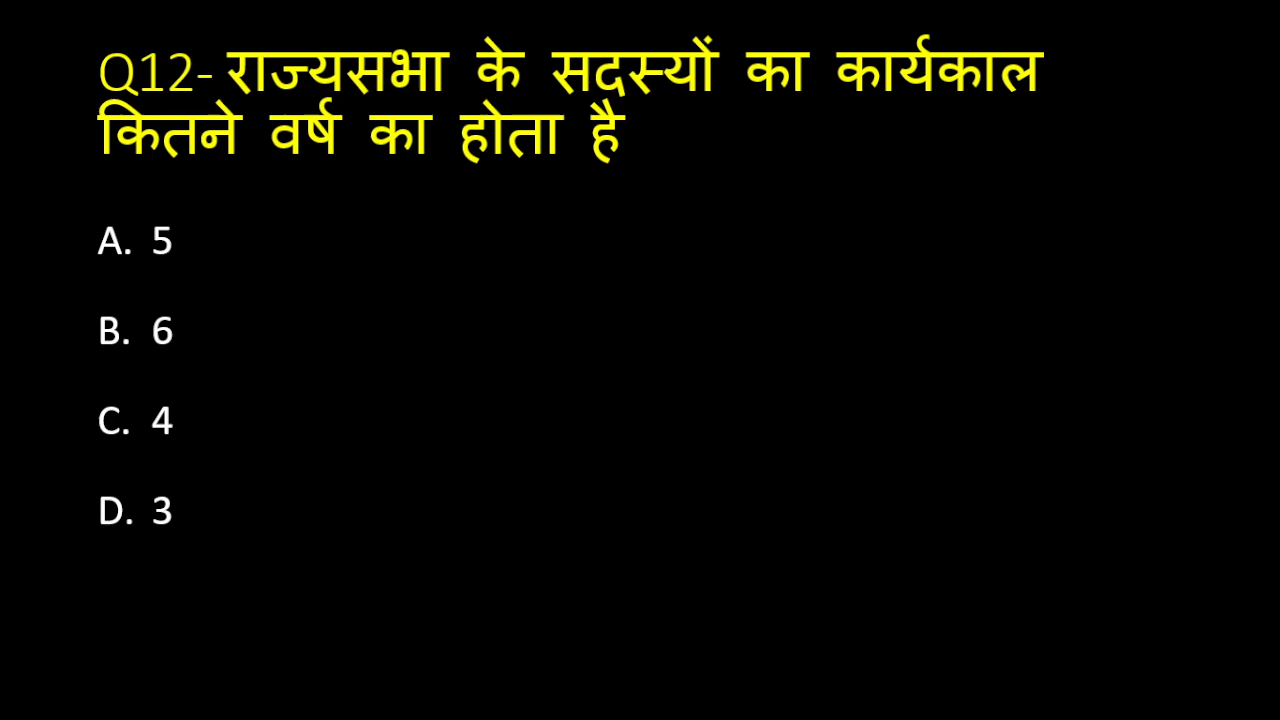 Q12- राज्यसभा के सदस्यों का कार्यकाल
कितने वर्ष का होता है
A. 5
B. 6
C. 4
D. 3